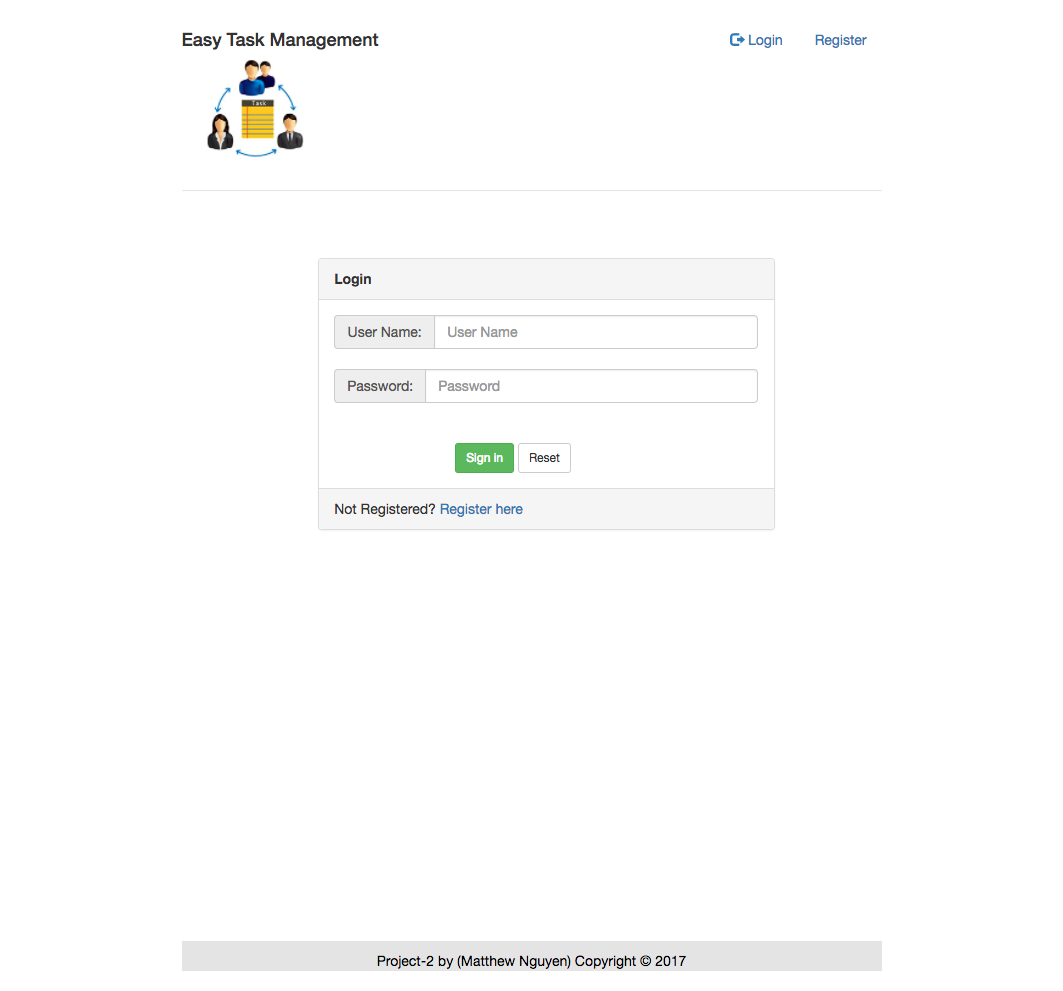 Easy Task Management
Login
Register
Task
Login
User Name:
User Name
Password:
Password
Sign in
Reset
Not Registered? Register here
Project-2 by (Matthew Nguyen) Copyright © 2017